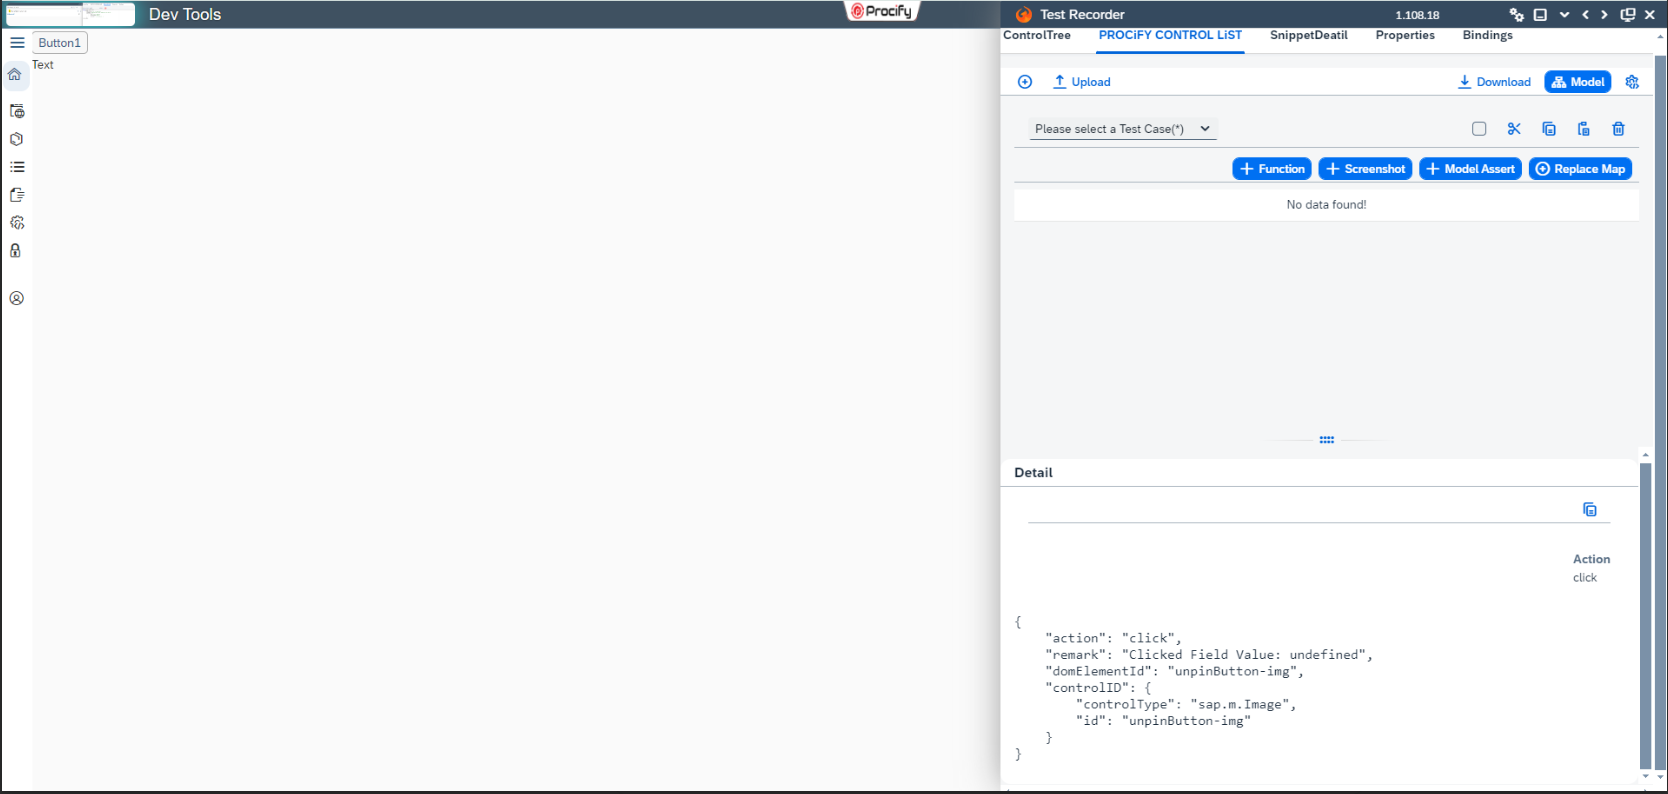 Dev Tools
Procify
Test Recorder
1.108.18
Button1
Text
ControlTree
PROCiFY CONTROL LiST
SnippetDeatil
Properties
Bindings
Upload
Download
Model
Please select a Test Case(*)
Function
Screenshot
Model Assert
Replace Map
No data found!
Detail
Action
click
{
"action": "click",
"remark": "Clicked Field Value: undefined",
"domElementId": "unpinButton-img",
"controlID": {
"controlType": "sap.m.Image",
"id": "unpinButton-img"
}
}